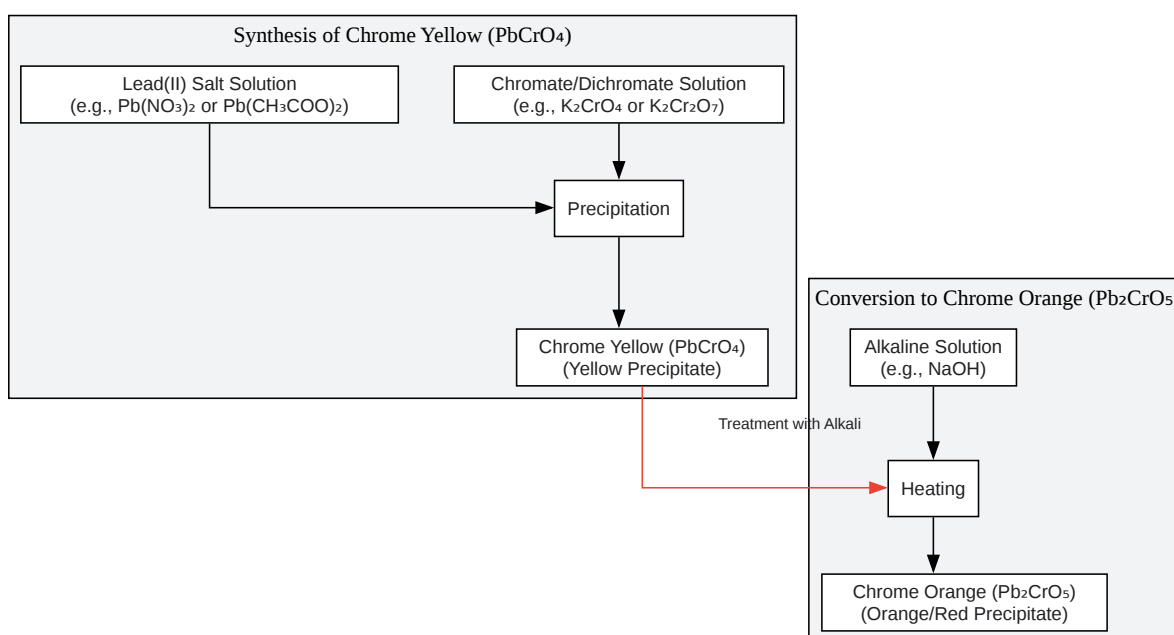 Synthesis of Chrome Yellow (PbCrO₄)
Lead(II) Salt Solution
(e.g., Pb(NO₃)₂ or Pb(CH₃COO)₂)
Chromate/Dichromate Solution
(e.g., K₂CrO₄ or K₂Cr₂O₇)
Precipitation
Chrome Yellow (PbCrO₄)
(Yellow Precipitate)
Treatment with Alkali
Conversion to Chrome Orange (Pb₂CrO₅
Alkaline Solution
(e.g., NaOH)
Heating
Chrome Orange (Pb₂CrO₅)
(Orange/Red Precipitate)